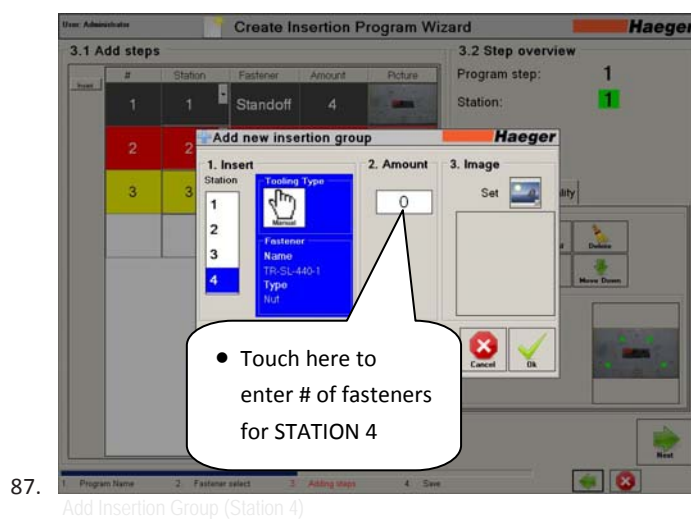 User: Administrator
Create Insertion Program Wizard
Haeger
3.1 Add steps
3.2 Step overview
Insert
# Station Fastener Amount Picture
Program step: 1
1 1 Standoff 4
Station: 1
Add new insertion group
Haeger
2 2
3 3
1. Insert
2. Amount
3. Image
Station
Tooling Type
Set
0
1
2
3
4
Manual
Fastener
Name
TR-SL-440-1
Type
Nut
Delete
Move Down
Cancel
Ok
• Touch here to
enter # of fasteners
for STATION 4
Next
87.
1. Program Name 2. Fastener select 3. Adding steps 4. Save
Add Insertion Group (Station 4)